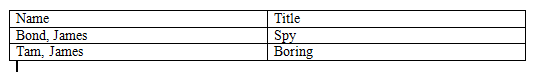 Name Title
Bond, James Spy
Tam, James Boring